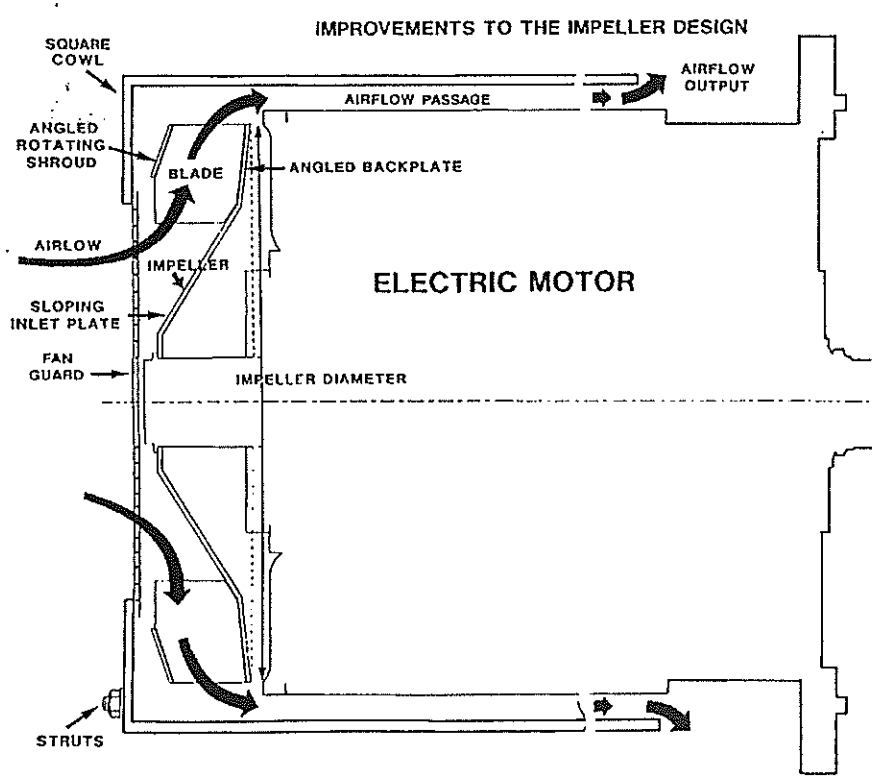 IMPROVEMENTS TO THE IMPELLER DESIGN
SQUARE
COWL
AIRFLOW
OUTPUT
AIRFLOW PASSAGE
ANGLED
ROTATING
SHROUD
BLADE
ANGLED BACKPLATE
AIRLOW
IMPELLER
ELECTRIC MOTOR
SLOPING
INLET PLATE
FAN
GUARD
IMPELLER DIAMETER
STRUTS